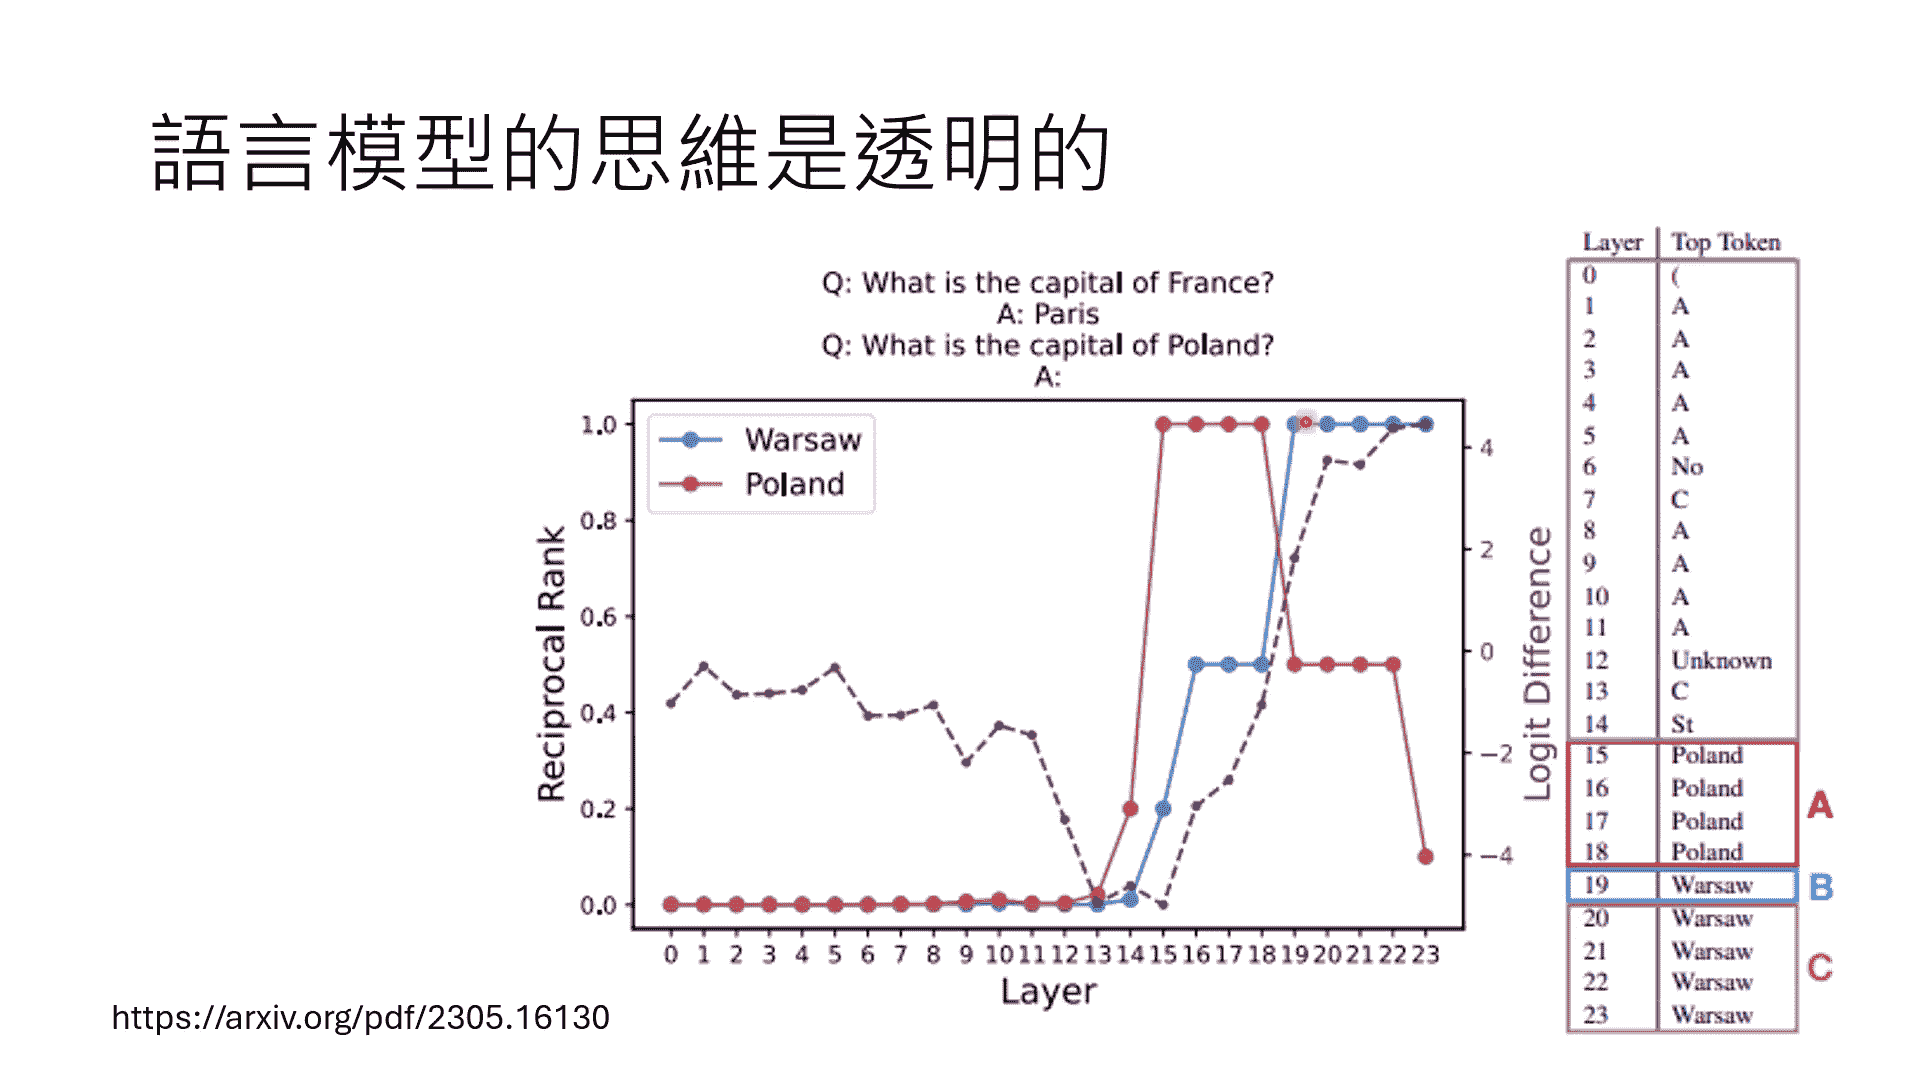 語言模型的思維是透明的
Q: What is the capital of France?
A: Paris
Q: What is the capital of Poland?
A:
Warsaw
Poland
Reciprocal Rank
1.0
0.8
0.6
0.4
0.2
0.0
4
2
0
−2
−4
Logit Difference
0 1 2 3 4 5 6 7 8 9 10 11 12 13 14 15 16 17 18 19 20 21 22 23
Layer
Layer Top Token
0 (
1 A
2 A
3 A
4 A
5 A
6 No
7 C
8 A
9 A
10 A
11 A
12 Unknown
13 C
14 St
15 Poland
16 Poland
17 Poland
18 Poland
A
19 Warsaw
B
20 Warsaw
21 Warsaw
22 Warsaw
23 Warsaw
C
https://arxiv.org/pdf/2305.16130